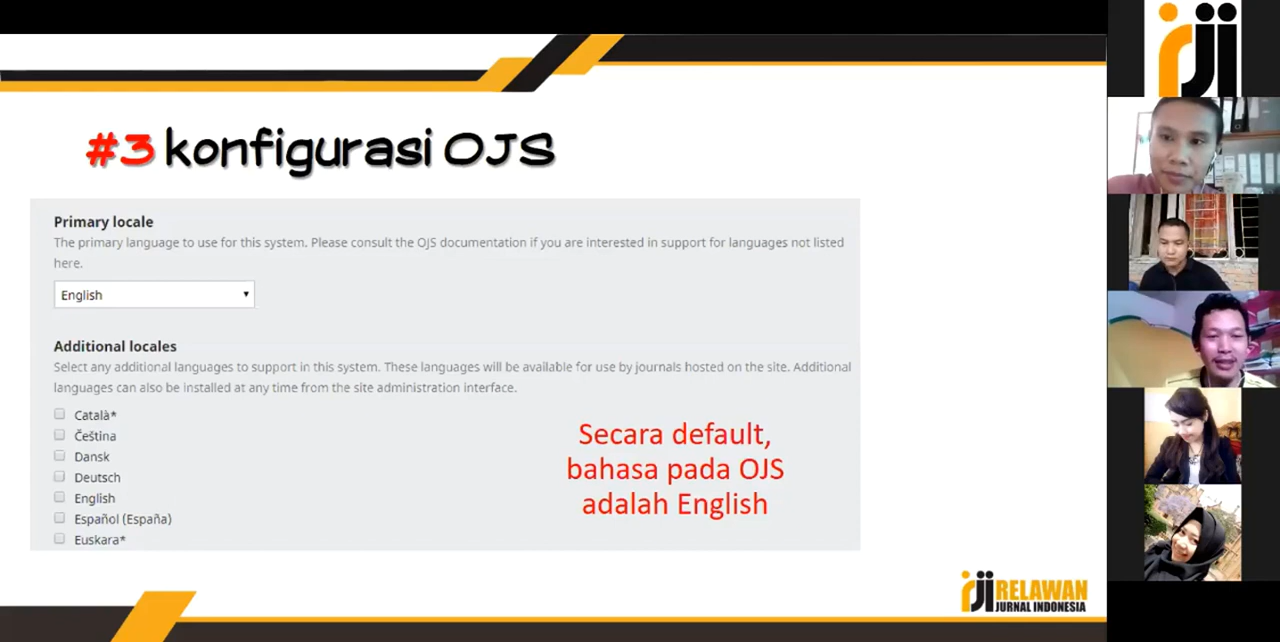 #3 konfigurasi OJS
Primary locale
The primary language to use for this system. Please consult the OJS documentation if you are interested in support for languages not listed
here.
English
Additional locales
Select any additional languages to support in this system. These languages will be available for use by journals hosted on the site. Additional
languages can also be installed at any time from the site administration interface.
Català*
Čeština
Dansk
Deutsch
English
Español (España)
Euskara*
Secara default,
bahasa pada OJS
adalah English
rji RELAWAN
JURNAL INDONESIA
rji